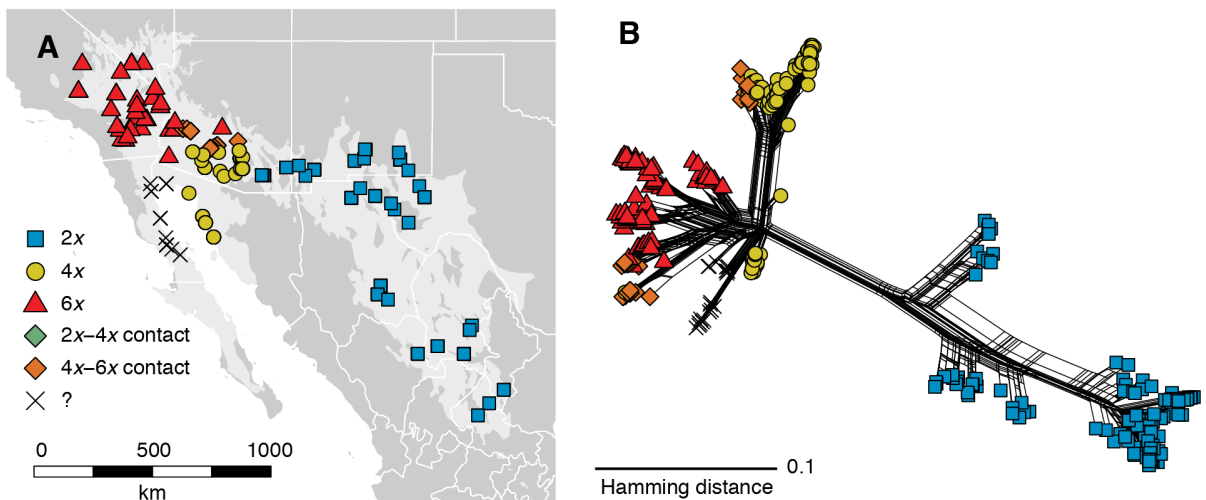 A
2x
4x
6x
2x–4x contact
4x–6x contact
?
0 500 1000
km
B
0.1
Hamming distance